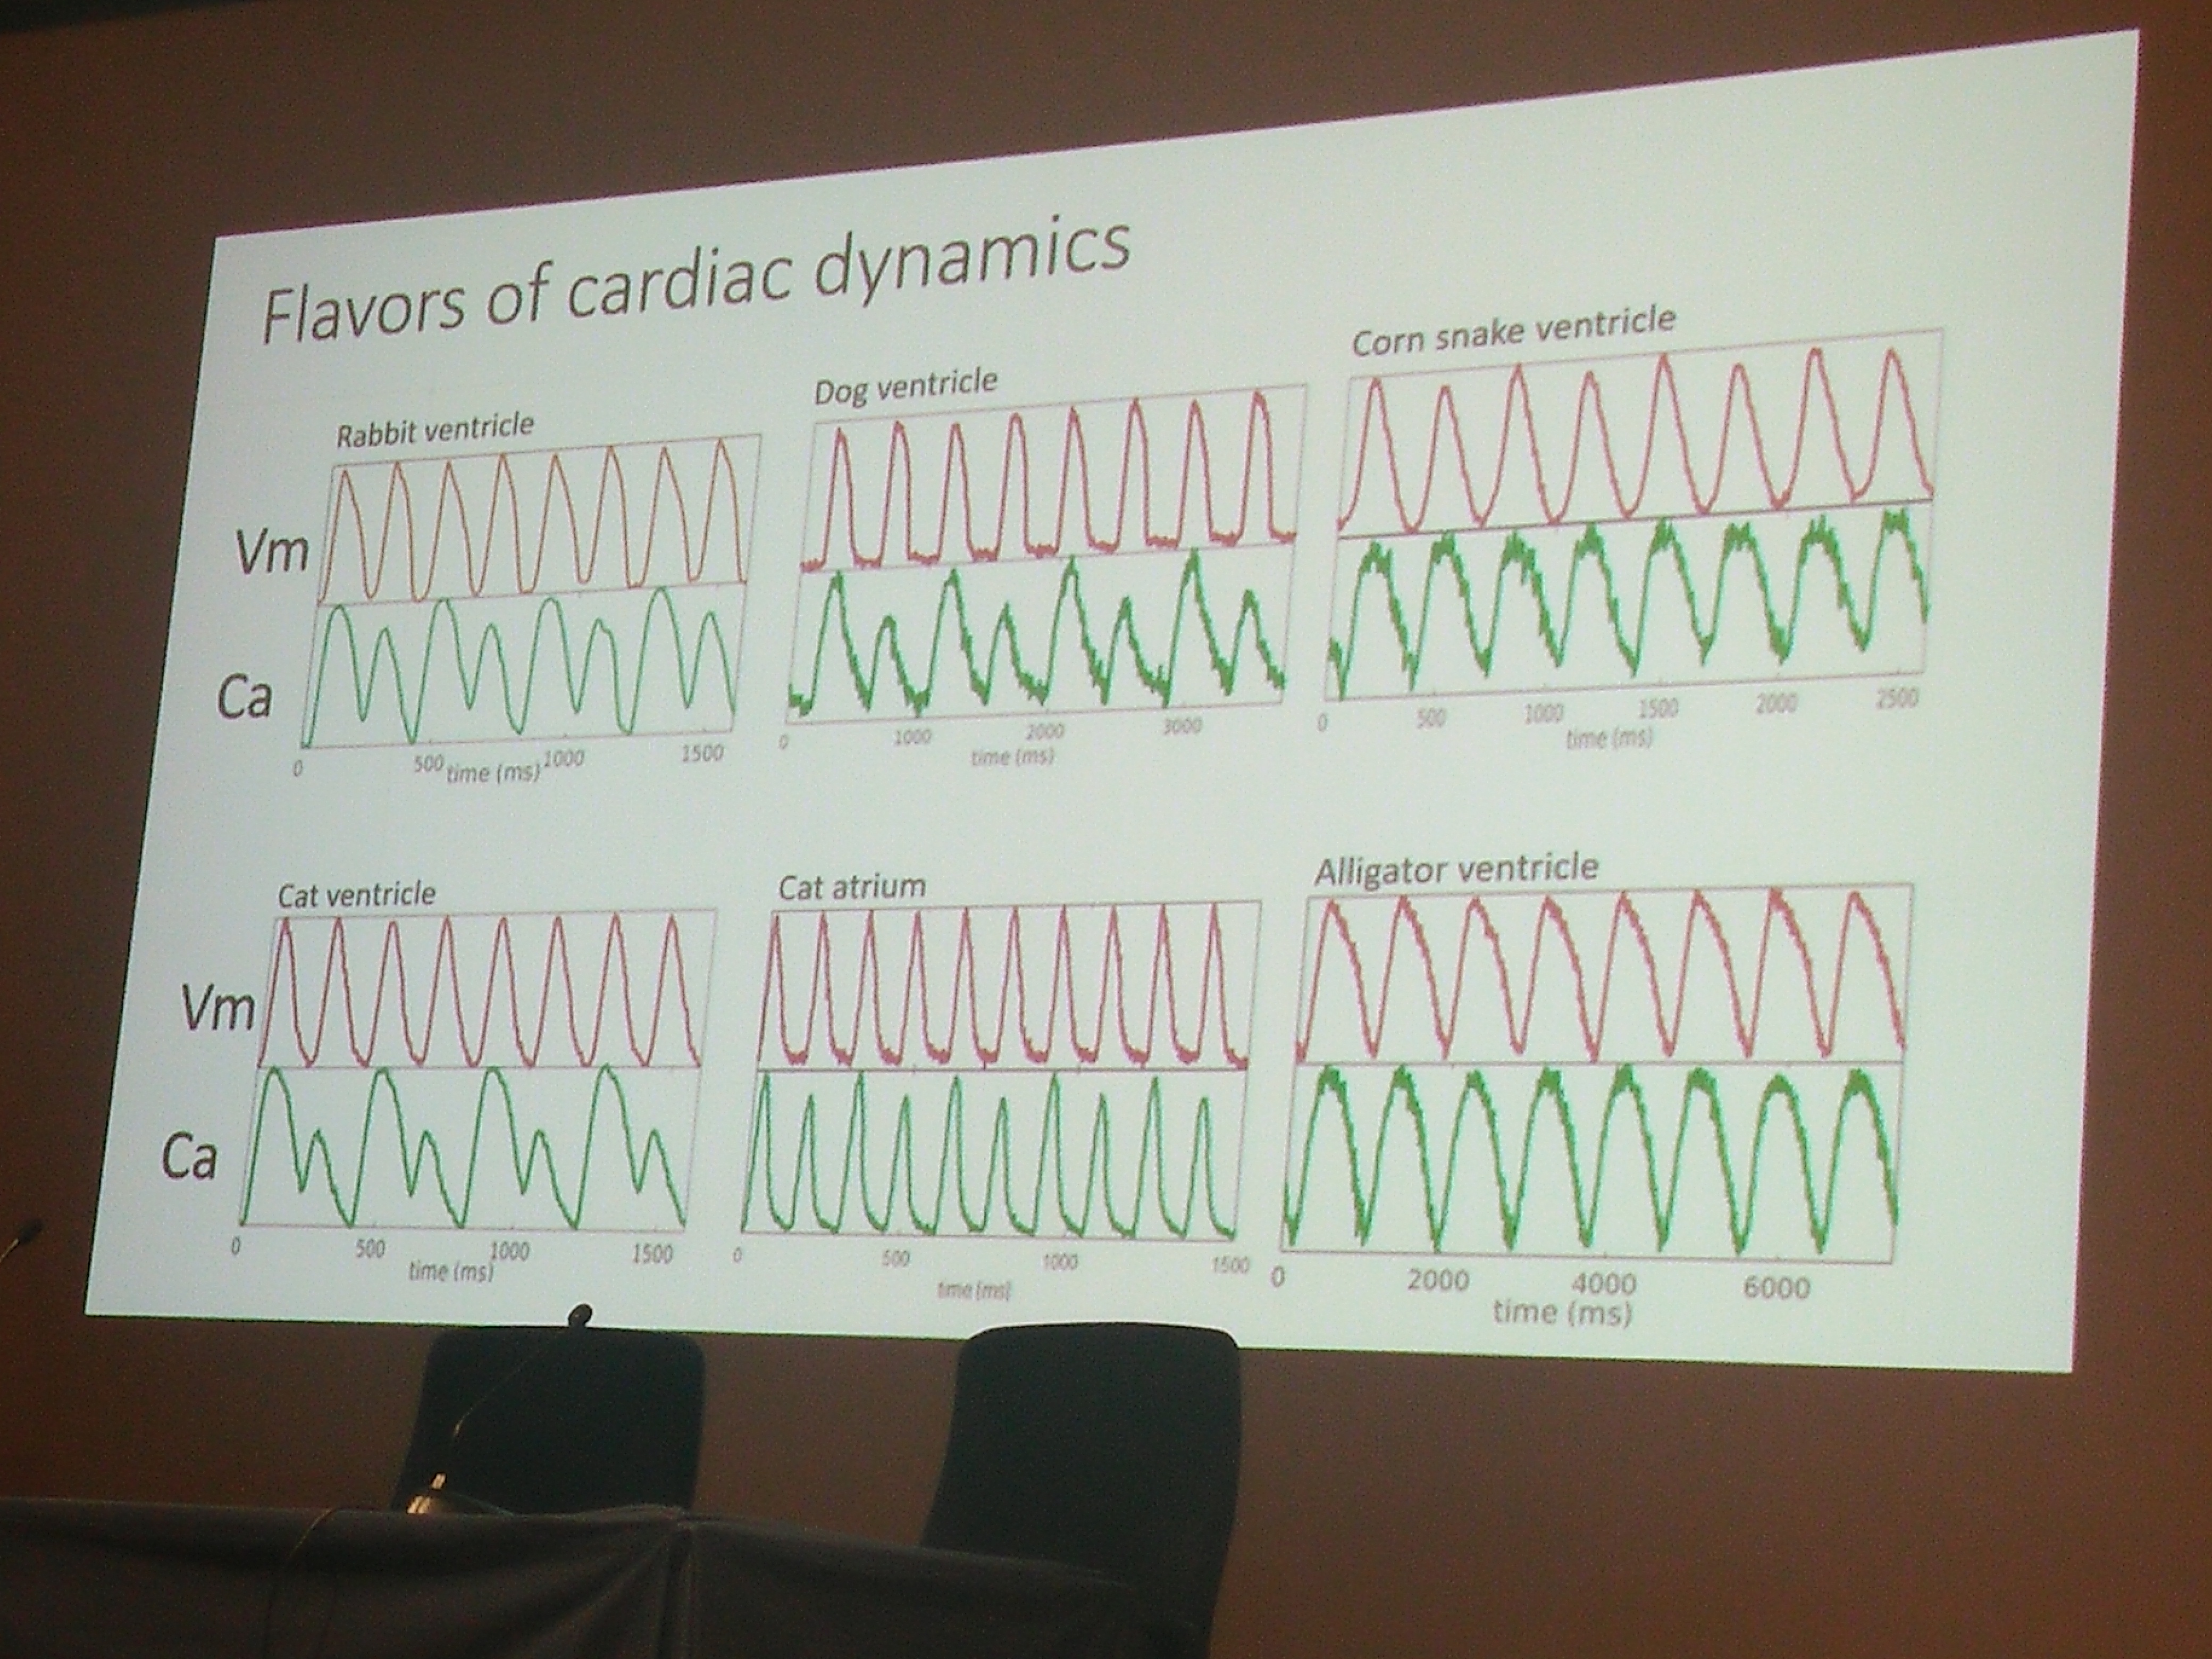 Flavors of cardiac dynamics
Rabbit ventricle
Dog ventricle
Corn snake ventricle
Vm
Ca
0 500 1000 1500
time (ms)
0 1000 2000 3000
time (ms)
0 500 1000 1500 2000 2500
time (ms)
Cat ventricle
Cat atrium
Alligator ventricle
Vm
Ca
0 500 1000 1500
time (ms)
0 500 1000 1500
time (ms)
0 2000 4000 6000
time (ms)